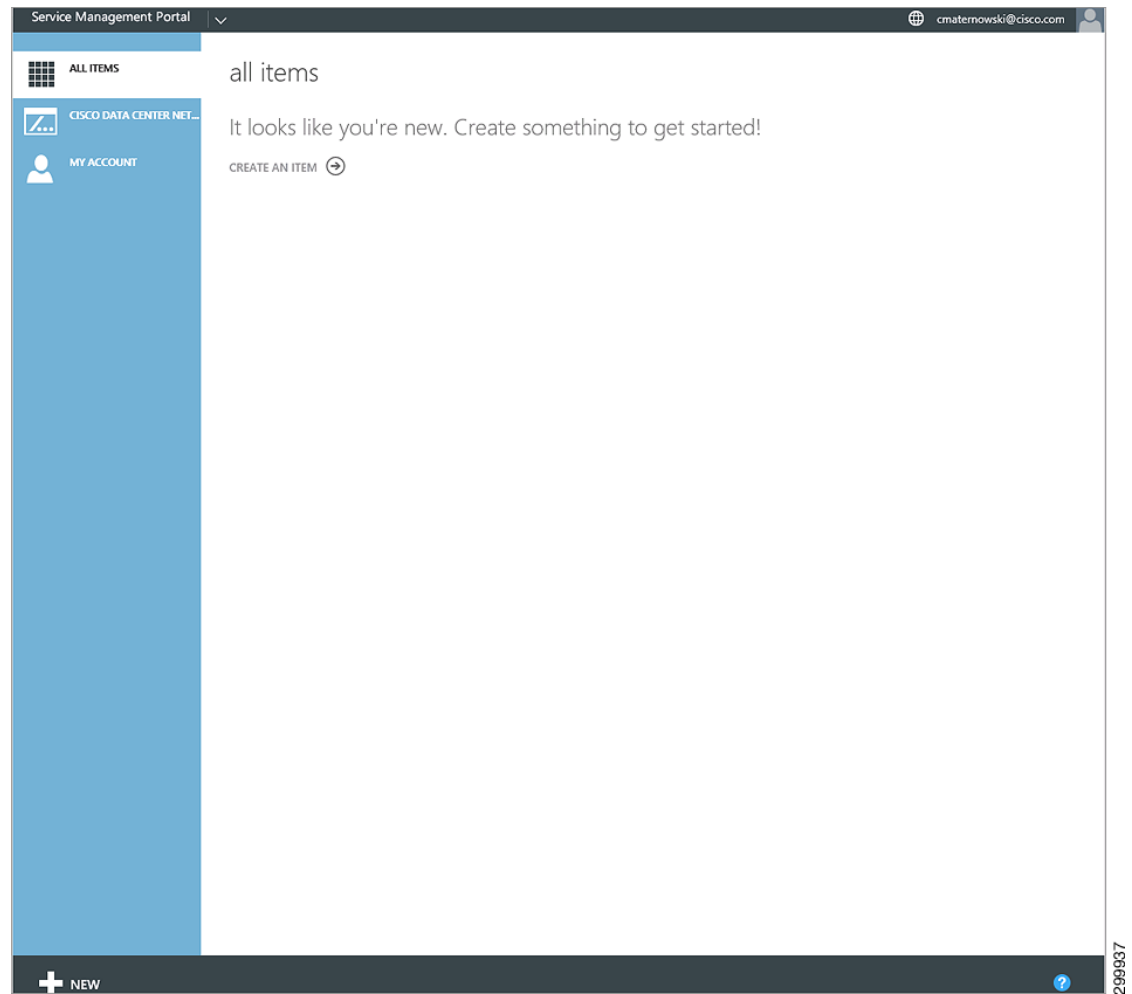 Service Management Portal
cmaternowski@cisco.com
ALL ITEMS
CISCO DATA CENTER NET...
MY ACCOUNT
all items
It looks like you're new. Create something to get started!
CREATE AN ITEM
NEW
?
299937